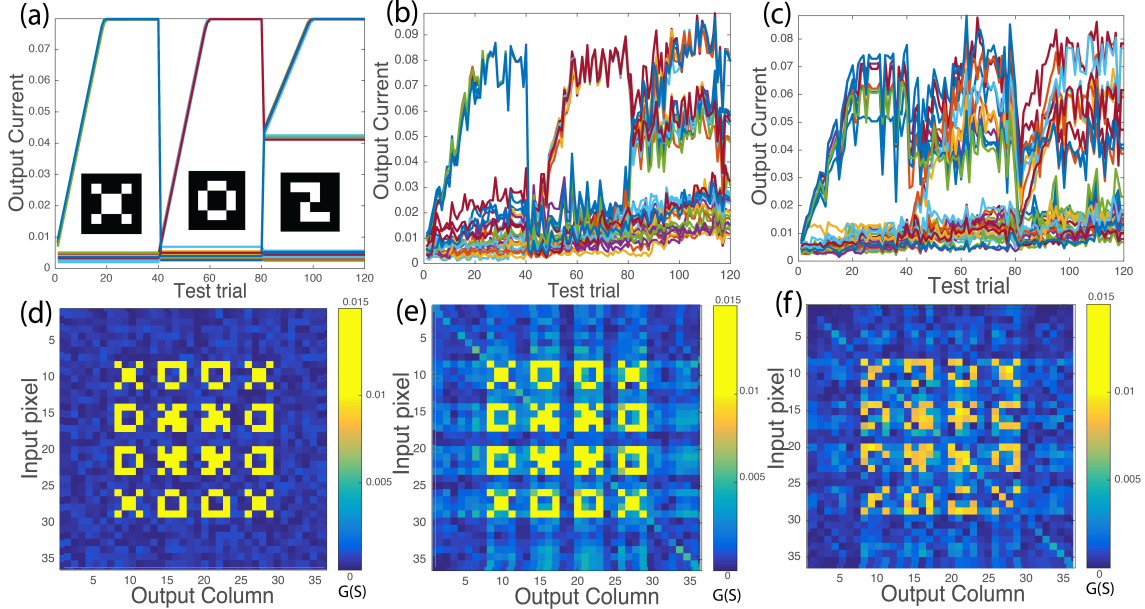 (a)
Output Current
0.08
0.07
0.06
0.05
0.04
0.03
0.02
0.01
0
0 20 40 60 80 100 120
Test trial
(b)
Output Current
0.09
0.08
0.07
0.06
0.05
0.04
0.03
0.02
0.01
0
0 20 40 60 80 100 120
Test trial
(c)
Output Current
0.08
0.07
0.06
0.05
0.04
0.03
0.02
0.01
0
0 20 40 60 80 100 120
Test trial
(d)
Input pixel
5
10
15
20
25
30
35
5 10 15 20 25 30 35
Output Column
0.015
0.01
0.005
0
G(S)
(e)
Input pixel
5
10
15
20
25
30
35
5 10 15 20 25 30 35
Output Column
0.015
0.01
0.005
0
G(S)
(f)
Input pixel
5
10
15
20
25
30
35
5 10 15 20 25 30 35
Output Column
0.015
0.01
0.005
0
G(S)